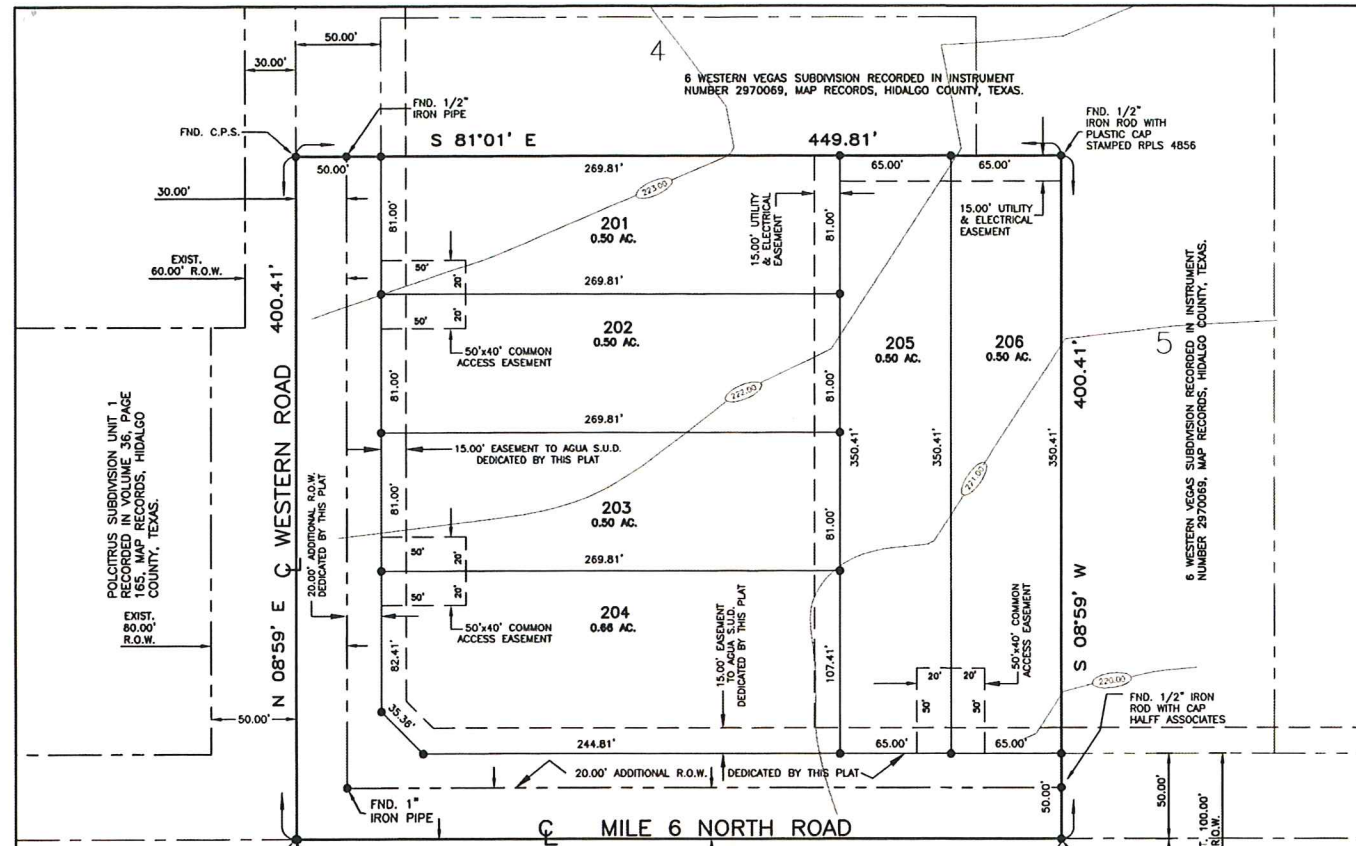 50.00'
30.00'
4
6 WESTERN VEGAS SUBDIVISION RECORDED IN INSTRUMENT
NUMBER 2970069, MAP RECORDS, HIDALGO COUNTY, TEXAS.
FND. 1/2"
IRON PIPE
FND. C.P.S.
FND. 1/2"
IRON ROD WITH
PLASTIC CAP
STAMPED RPLS 4856
S 81°01' E
449.81'
50.00'
269.81'
65.00'
65.00'
30.00'
223.00
15.00' UTILITY
& ELECTRICAL
EASEMENT
15.00' UTILITY
& ELECTRICAL
EASEMENT
81.00'
201
0.50 AC.
81.00'
EXIST.
60.00' R.O.W.
50'
20'
269.81'
50'
20'
50'x40' COMMON
ACCESS EASEMENT
202
0.50 AC.
205
0.50 AC.
206
0.50 AC.
5
6 WESTERN VEGAS SUBDIVISION RECORDED IN INSTRUMENT
NUMBER 2970069, MAP RECORDS, HIDALGO COUNTY, TEXAS.
N 08°59' E C WESTERN ROAD 400.41'
81.00'
81.00'
222.00
400.41'
POLCITRUS SUBDIVISION UNIT 1
RECORDED IN VOLUME 36, PAGE
165, MAP RECORDS, HIDALGO
COUNTY, TEXAS.
269.81'
15.00' EASEMENT TO AGUA S.U.D.
DEDICATED BY THIS PLAT
350.41'
350.41'
350.41'
221.00
20.00' ADDITIONAL R.O.W.
DEDICATED BY THIS PLAT
81.00'
203
0.50 AC.
81.00'
50'
20'
269.81'
50'
20'
50'x40' COMMON
ACCESS EASEMENT
204
0.66 AC.
EXIST.
80.00'
R.O.W.
82.41'
15.00' EASEMENT
TO AGUA S.U.D.
DEDICATED BY THIS PLAT
107.41'
50'x40' COMMON
ACCESS EASEMENT
S 08°59' W
20'
20'
50'
50'
220.00
FND. 1/2" IRON
ROD WITH CAP
HALFF ASSOCIATES
50.00'
35.36'
244.81'
65.00'
65.00'
20.00' ADDITIONAL R.O.W. DEDICATED BY THIS PLAT
FND. 1"
IRON PIPE
50.00'
50.00'
100.00'
R.O.W.
CL MILE 6 NORTH ROAD